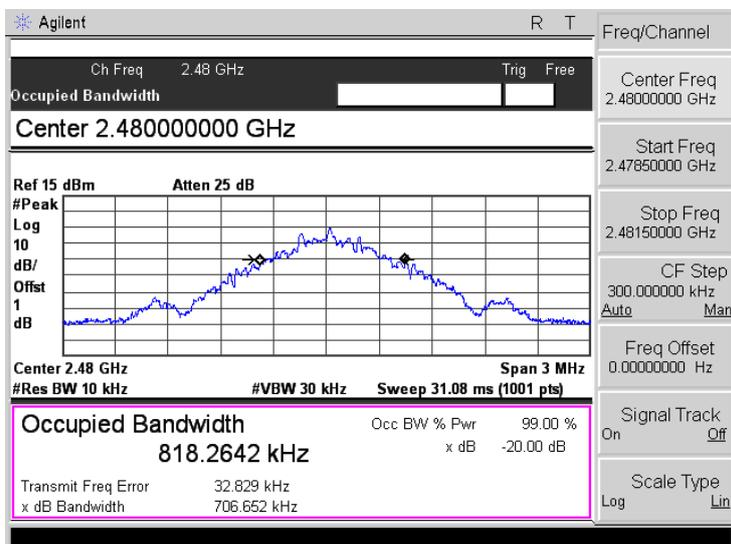 Agilent R T
Freq/Channel
Ch Freq 2.48 GHz Trig Free
Occupied Bandwidth
Center 2.480000000 GHz
Ref 15 dBm Atten 25 dB
#Peak
Log
10
dB/
Offst
1
dB
Center 2.48 GHz Span 3 MHz
#Res BW 10 kHz #VBW 30 kHz Sweep 31.08 ms (1001 pts)
Occupied Bandwidth Occ BW % Pwr 99.00 %
818.2642 kHz x dB -20.00 dB
Transmit Freq Error 32.829 kHz
x dB Bandwidth 706.652 kHz
Center Freq
2.48000000 GHz
Start Freq
2.47850000 GHz
Stop Freq
2.48150000 GHz
CF Step
300.000000 kHz
Auto Man
Freq Offset
0.00000000 Hz
Signal Track
On Off
Scale Type
Log Lin